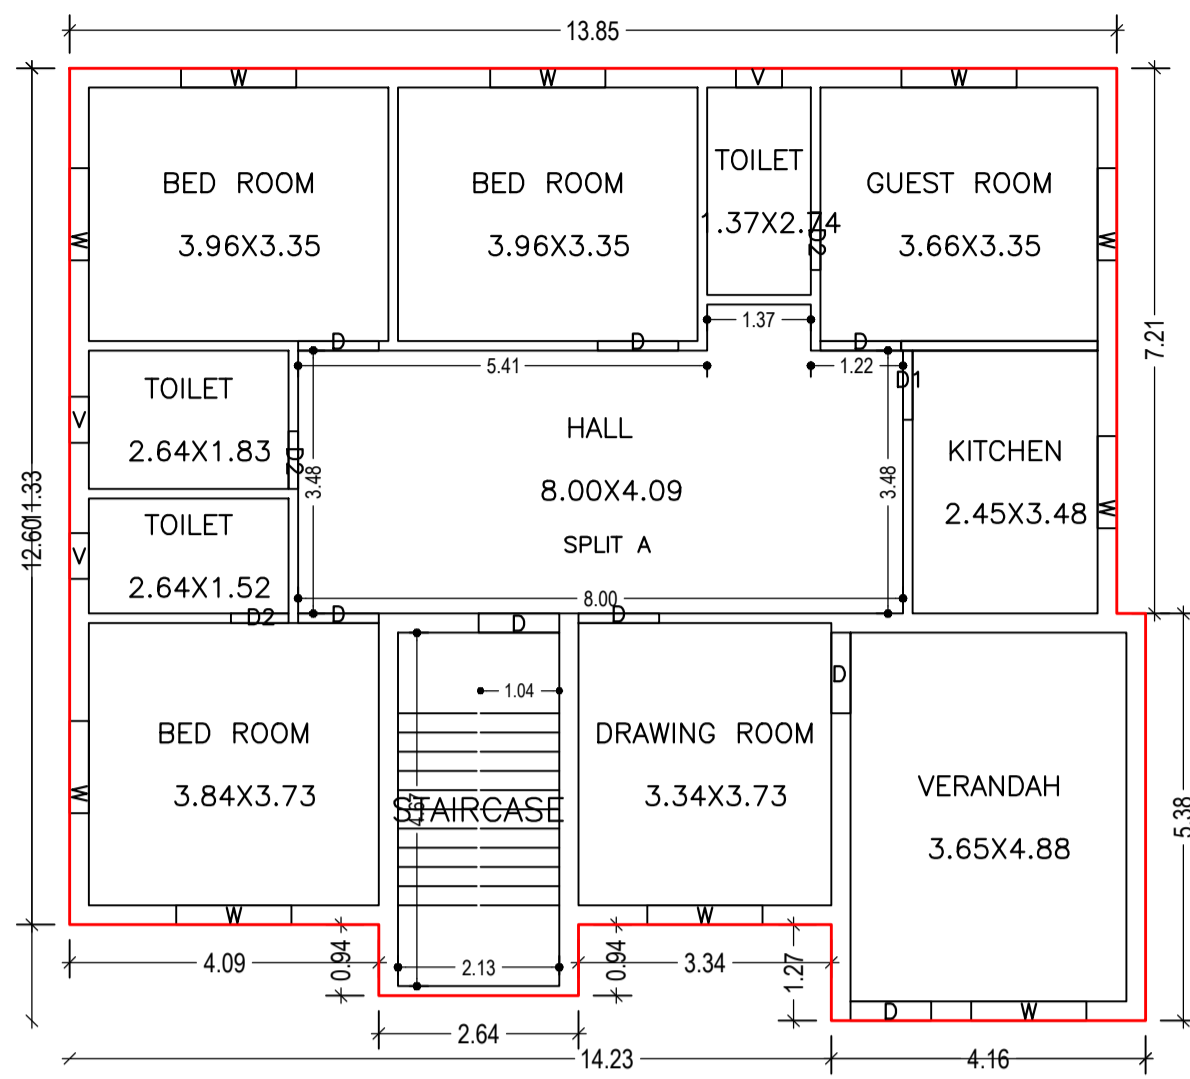 13.85
W
W
V
W
BED ROOM
3.96X3.35
BED ROOM
3.96X3.35
TOILET
1.37X2.74
D2
GUEST ROOM
3.66X3.35
W
W
7.21
D
D
D
1.37
5.41
1.22
D1
TOILET
2.64X1.83
V
D2
3.48
HALL
8.00X4.09
SPLIT A
3.48
KITCHEN
2.45X3.48
W
12.60
11.33
TOILET
2.64X1.52
V
8.00
D2
D
D
D
D
1.04
BED ROOM
3.84X3.73
W
STAIRCASE
DRAWING ROOM
3.34X3.73
VERANDAH
3.65X4.88
5.38
W
W
D
W
4.09
0.94
2.13
0.94
3.34
1.27
2.64
14.23
4.16